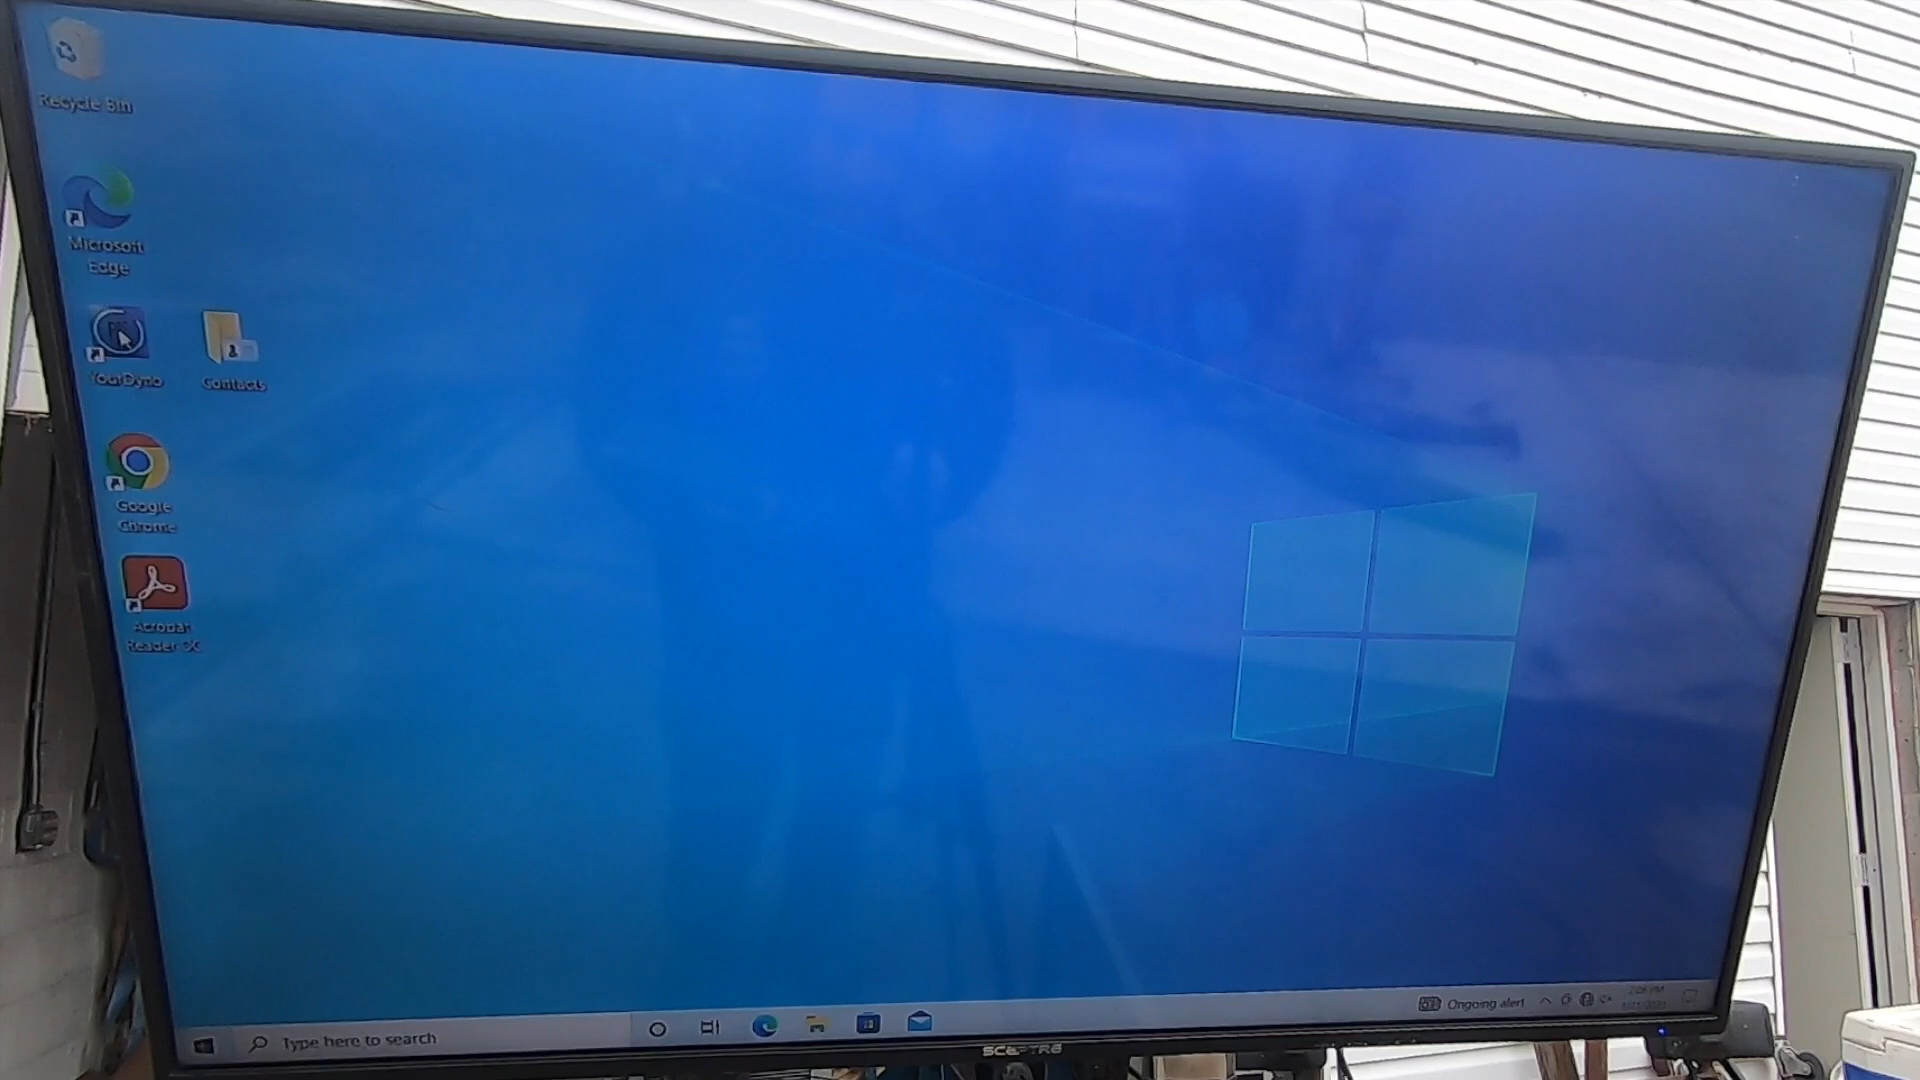 Recycle Bin
Microsoft
Edge
YourDyno
Contacts
Google
Chrome
Acrobat
Reader DC
Type here to search
Ongoing alert
SCEPTRE